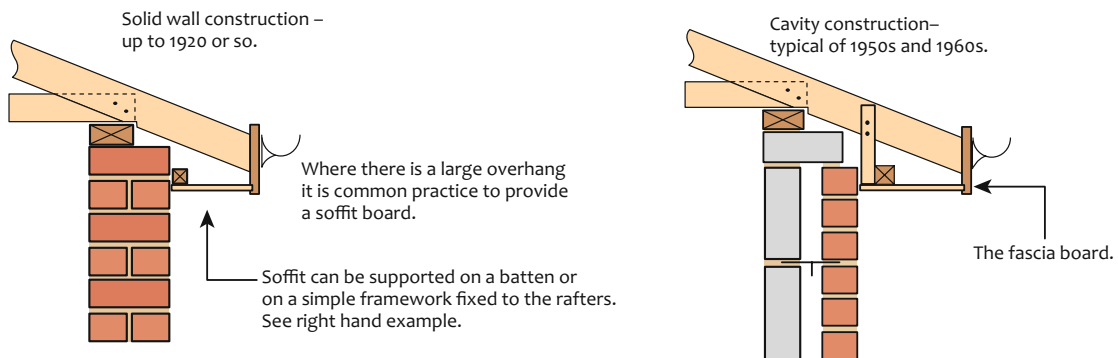 Solid wall construction –
up to 1920 or so.
Where there is a large overhang
it is common practice to provide
a soffit board.
Soffit can be supported on a batten or
on a simple framework fixed to the rafters.
See right hand example.
Cavity construction–
typical of 1950s and 1960s.
The fascia board.